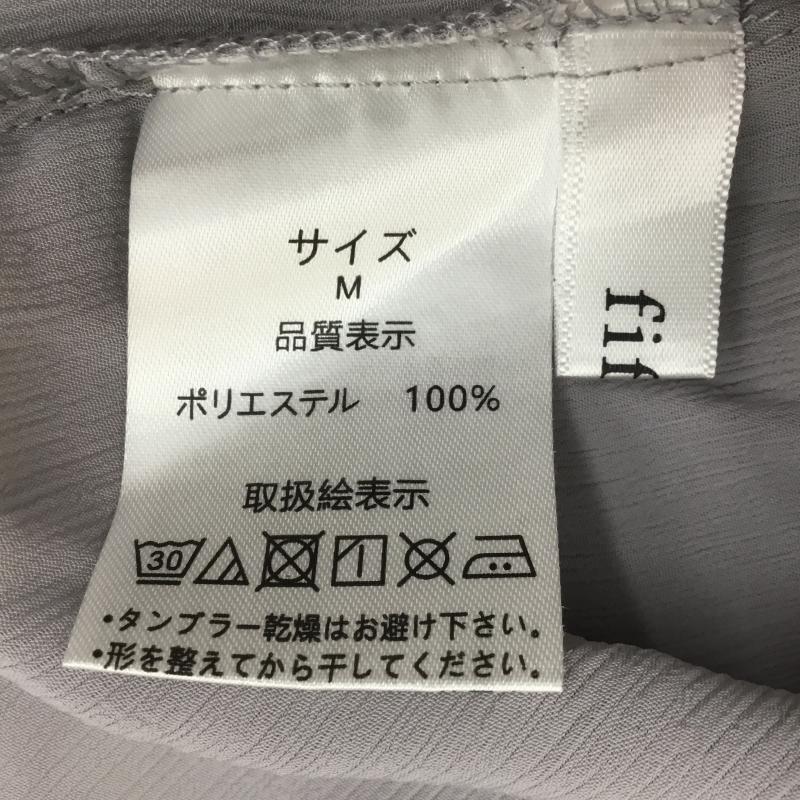 サイズ
M
品質表示
ポリエステル 100%
取扱絵表示
30
・タンブラー乾燥はお避け下さい。
・形を整えてから干してください。
fif